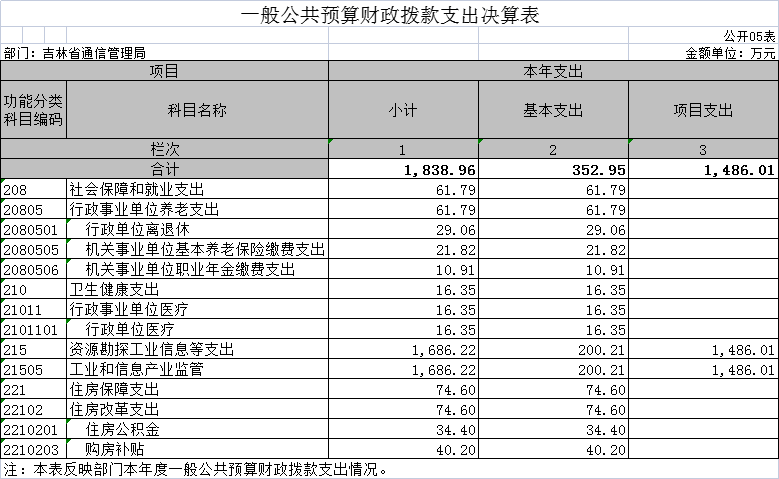 一般公共预算财政拨款支出决算表
公开05表
部门：吉林省通信管理局 金额单位：万元
项目 本年支出
功能分类科目编码 科目名称 小计 基本支出 项目支出
栏次 1 2 3
合计 1,838.96 352.95 1,486.01
208 社会保障和就业支出 61.79 61.79
20805 行政事业单位养老支出 61.79 61.79
2080501 行政单位离退休 29.06 29.06
2080505 机关事业单位基本养老保险缴费支出 21.82 21.82
2080506 机关事业单位职业年金缴费支出 10.91 10.91
210 卫生健康支出 16.35 16.35
21011 行政事业单位医疗 16.35 16.35
2101101 行政单位医疗 16.35 16.35
215 资源勘探工业信息等支出 1,686.22 200.21 1,486.01
21505 工业和信息产业监管 1,686.22 200.21 1,486.01
221 住房保障支出 74.60 74.60
22102 住房改革支出 74.60 74.60
2210201 住房公积金 34.40 34.40
2210203 购房补贴 40.20 40.20
注：本表反映部门本年度一般公共预算财政拨款支出情况。